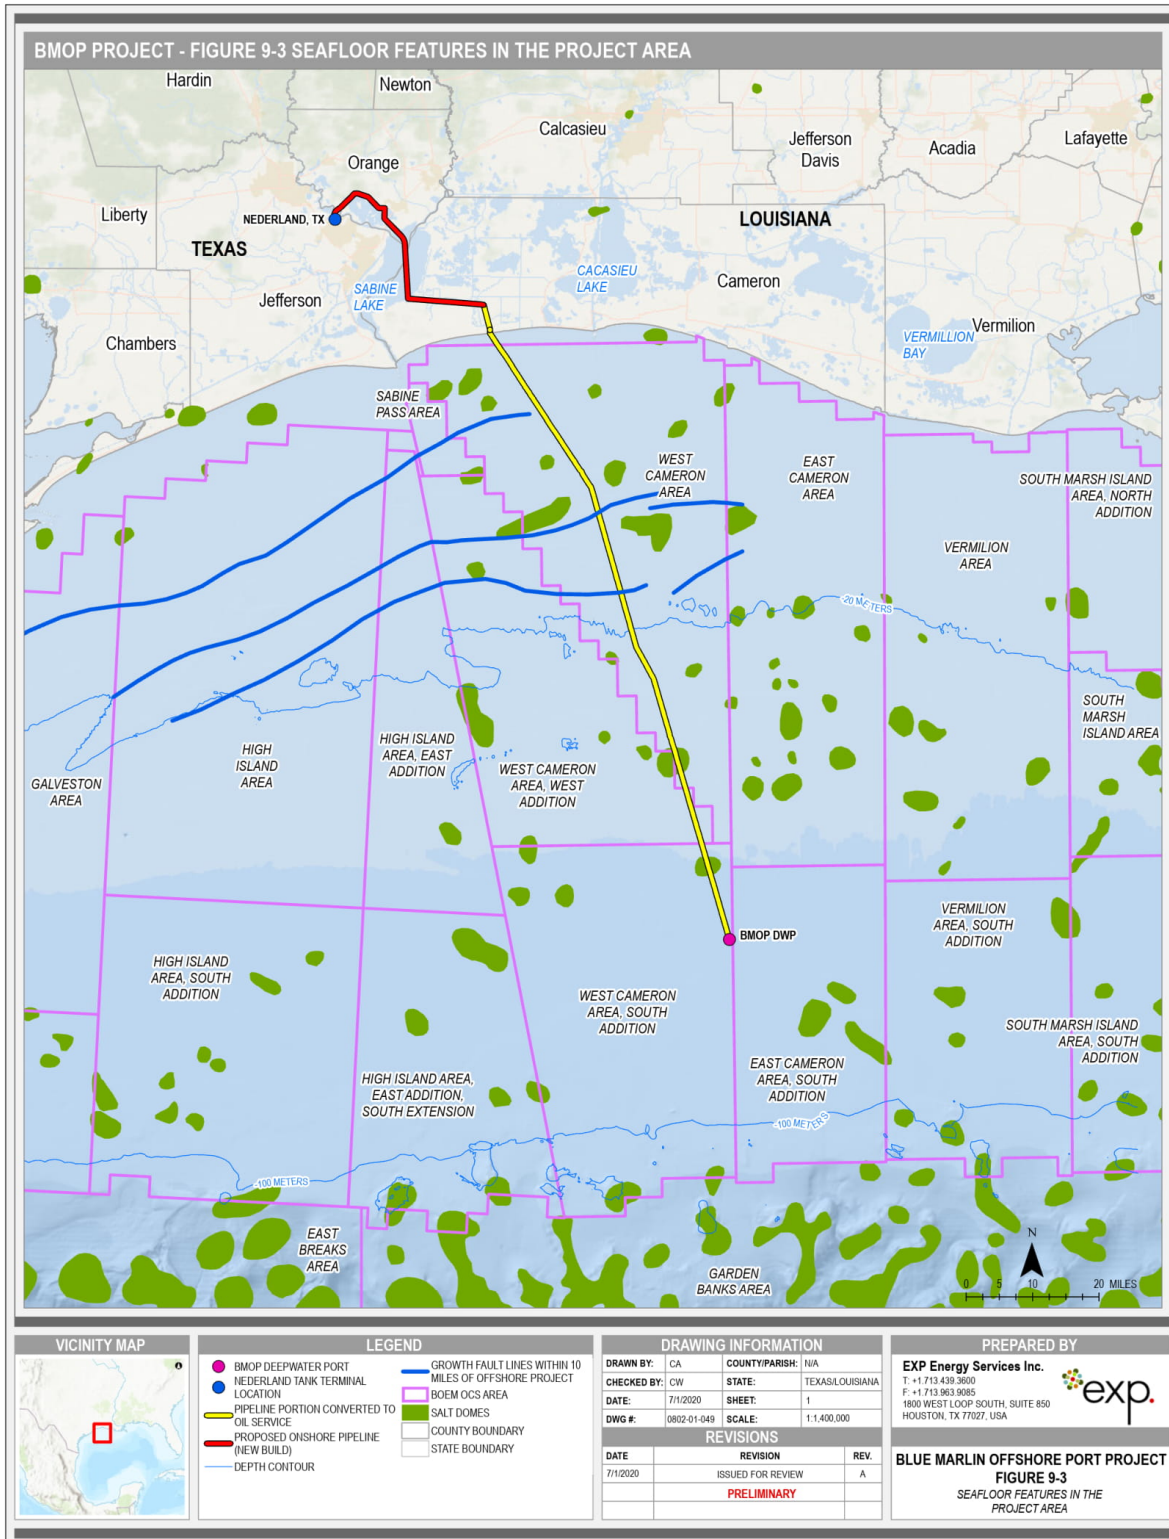 BMOP PROJECT - FIGURE 9-3 SEAFLOOR FEATURES IN THE PROJECT AREA
Hardin
Newton
Calcasieu
Jefferson
Davis
Acadia
Lafayette
Orange
Liberty
NEDERLAND, TX
TEXAS
LOUISIANA
Jefferson
SABINE
LAKE
CACASIEU
LAKE
Cameron
Chambers
VERMILLION
BAY
Vermilion
SABINE
PASS AREA
WEST
CAMERON
AREA
EAST
CAMERON
AREA
SOUTH MARSH ISLAND
AREA, NORTH
ADDITION
VERMILION
AREA
-20 METERS
SOUTH
MARSH
ISLAND AREA
GALVESTON
AREA
HIGH
ISLAND
AREA
HIGH ISLAND
AREA, EAST
ADDITION
WEST CAMERON
AREA, WEST
ADDITION
BMOP DWP
VERMILION
AREA, SOUTH
ADDITION
HIGH ISLAND
AREA, SOUTH
ADDITION
WEST CAMERON
AREA, SOUTH
ADDITION
SOUTH MARSH ISLAND
AREA, SOUTH
ADDITION
HIGH ISLAND AREA,
EAST ADDITION,
SOUTH EXTENSION
EAST CAMERON
AREA, SOUTH
ADDITION
-100 METERS
-100 METERS
EAST
BREAKS
AREA
GARDEN
BANKS AREA
N
0 5 10 20 MILES
VICINITY MAP
LEGEND
BMOP DEEPWATER PORT
NEDERLAND TANK TERMINAL
LOCATION
PIPELINE PORTION CONVERTED TO
OIL SERVICE
PROPOSED ONSHORE PIPELINE
(NEW BUILD)
DEPTH CONTOUR
GROWTH FAULT LINES WITHIN 10
MILES OF OFFSHORE PROJECT
BOEM OCS AREA
SALT DOMES
COUNTY BOUNDARY
STATE BOUNDARY
DRAWING INFORMATION
DRAWN BY: CA COUNTY/PARISH: N/A
CHECKED BY: CW STATE: TEXAS/LOUISIANA
DATE: 7/1/2020 SHEET: 1
DWG #: 0802-01-049 SCALE: 1:1,400,000
REVISIONS
DATE REVISION REV.
7/1/2020 ISSUED FOR REVIEW A
PRELIMINARY
PREPARED BY
EXP Energy Services Inc.
T: +1.713.439.3600
F: +1.713.963.9085
1800 WEST LOOP SOUTH, SUITE 850
HOUSTON, TX 77027, USA
exp.
BLUE MARLIN OFFSHORE PORT PROJECT
FIGURE 9-3
SEAFLOOR FEATURES IN THE
PROJECT AREA